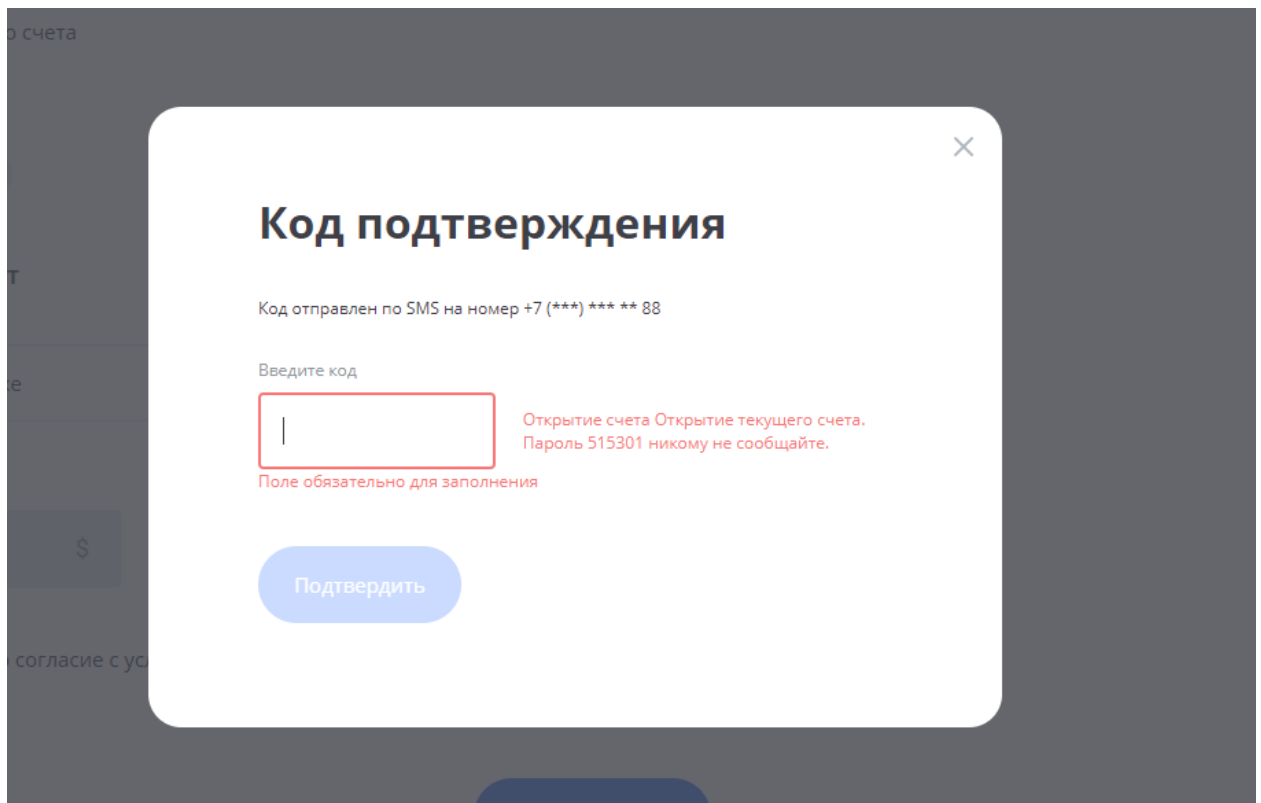 о счета
Код подтверждения
т
Код отправлен по SMS на номер +7 (***) *** ** 88
Введите код
ке
Открытие счета Открытие текущего счета.
Пароль 515301 никому не сообщайте.
Поле обязательно для заполнения
$
Подтвердить
согласие с усл